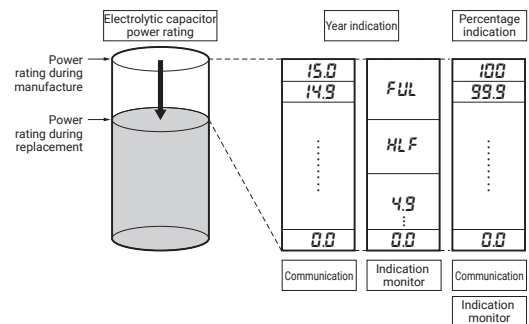 Electrolytic capacitor
power rating
Year indication
Percentage
indication
Power
rating during
manufacture
Power
rating during
replacement
15.0
14.9
0.0
FUL
HLF
4.9
0.0
100
99.9
0.0
Communication
Indication
monitor
Communication
Indication
monitor